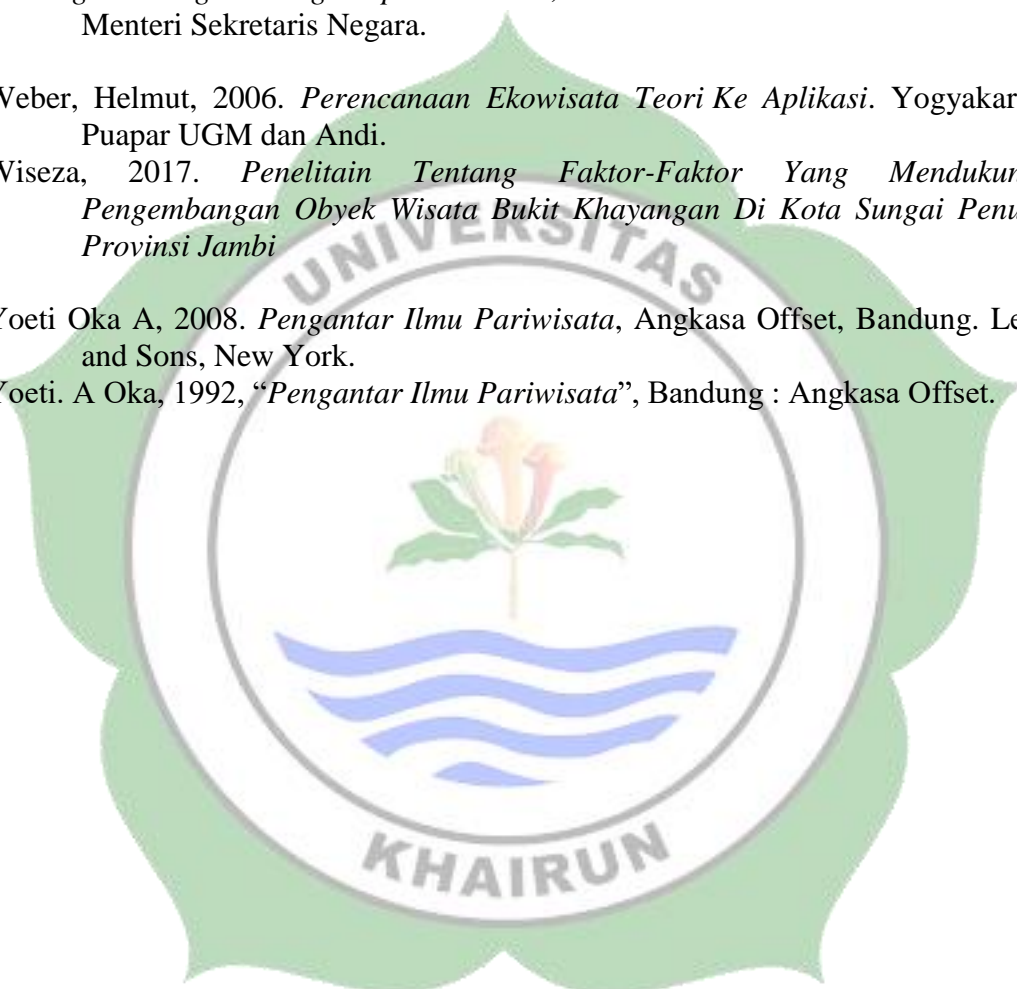 Menteri Sekretaris Negara.
Weber, Helmut, 2006. Perencanaan Ekowisata Teori Ke Aplikasi. Yogyakar
Puapar UGM dan Andi.
Wiseza, 2017. Penelitain Tentang Faktor-Faktor Yang Mendukun
Pengembangan Obyek Wisata Bukit Khayangan Di Kota Sungai Penu
Provinsi Jambi
Yoeti Oka A, 2008. Pengantar Ilmu Pariwisata, Angkasa Offset, Bandung. Le
and Sons, New York.
Yoeti. A Oka, 1992, “Pengantar Ilmu Pariwisata”, Bandung : Angkasa Offset.
UNIVERSITAS
KHAIRUN